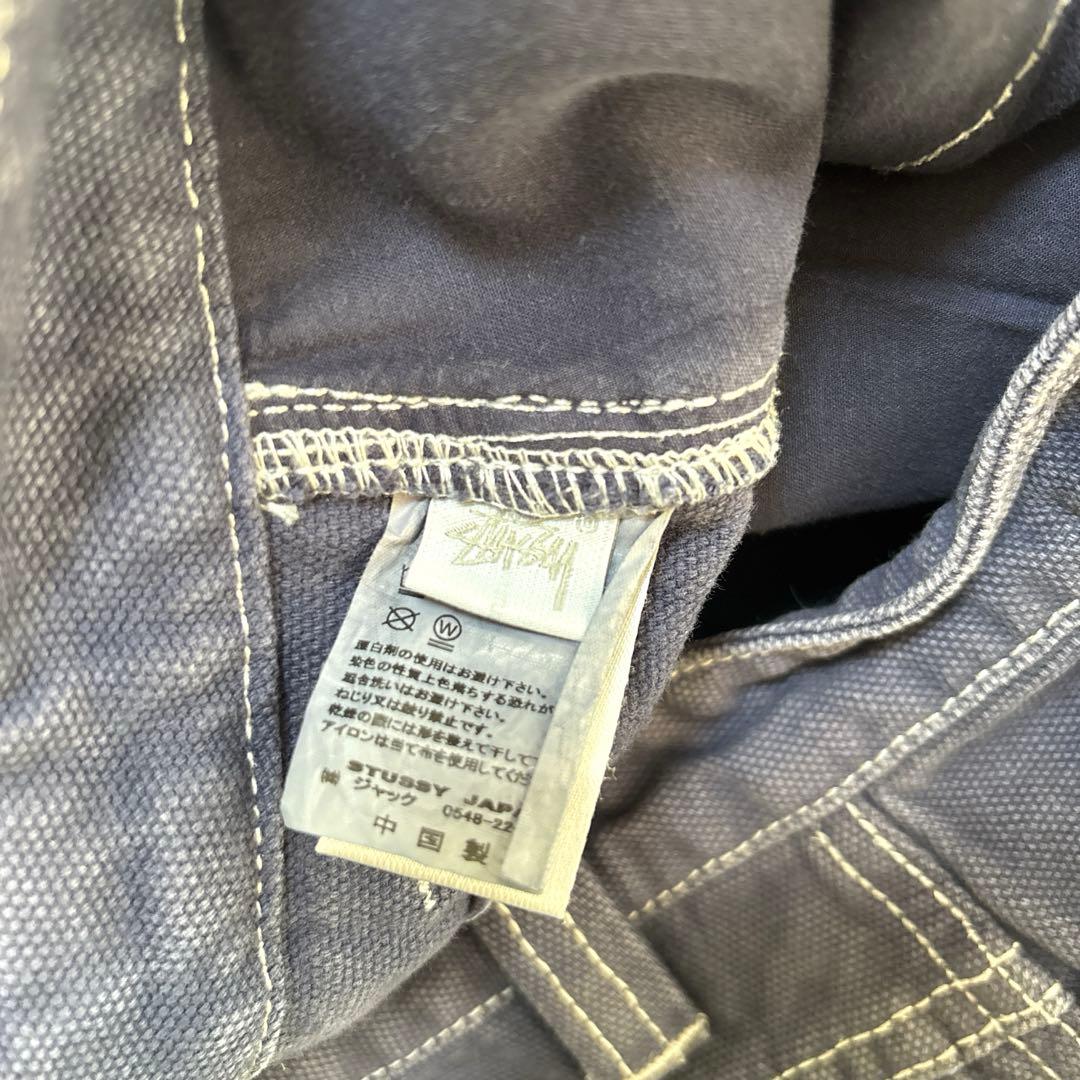 STUSSY
®
W
蛍白剤の使用はお避け下さい。
染色の性質上色落ちする恐れが
混合洗いはお避け下さい。
ねじり又は絞り禁止です。
乾燥の際には形を整えて干して
アイロンは当て布を使用してくだ
STUSSY JAPA
ジャック 0548-22
中国製